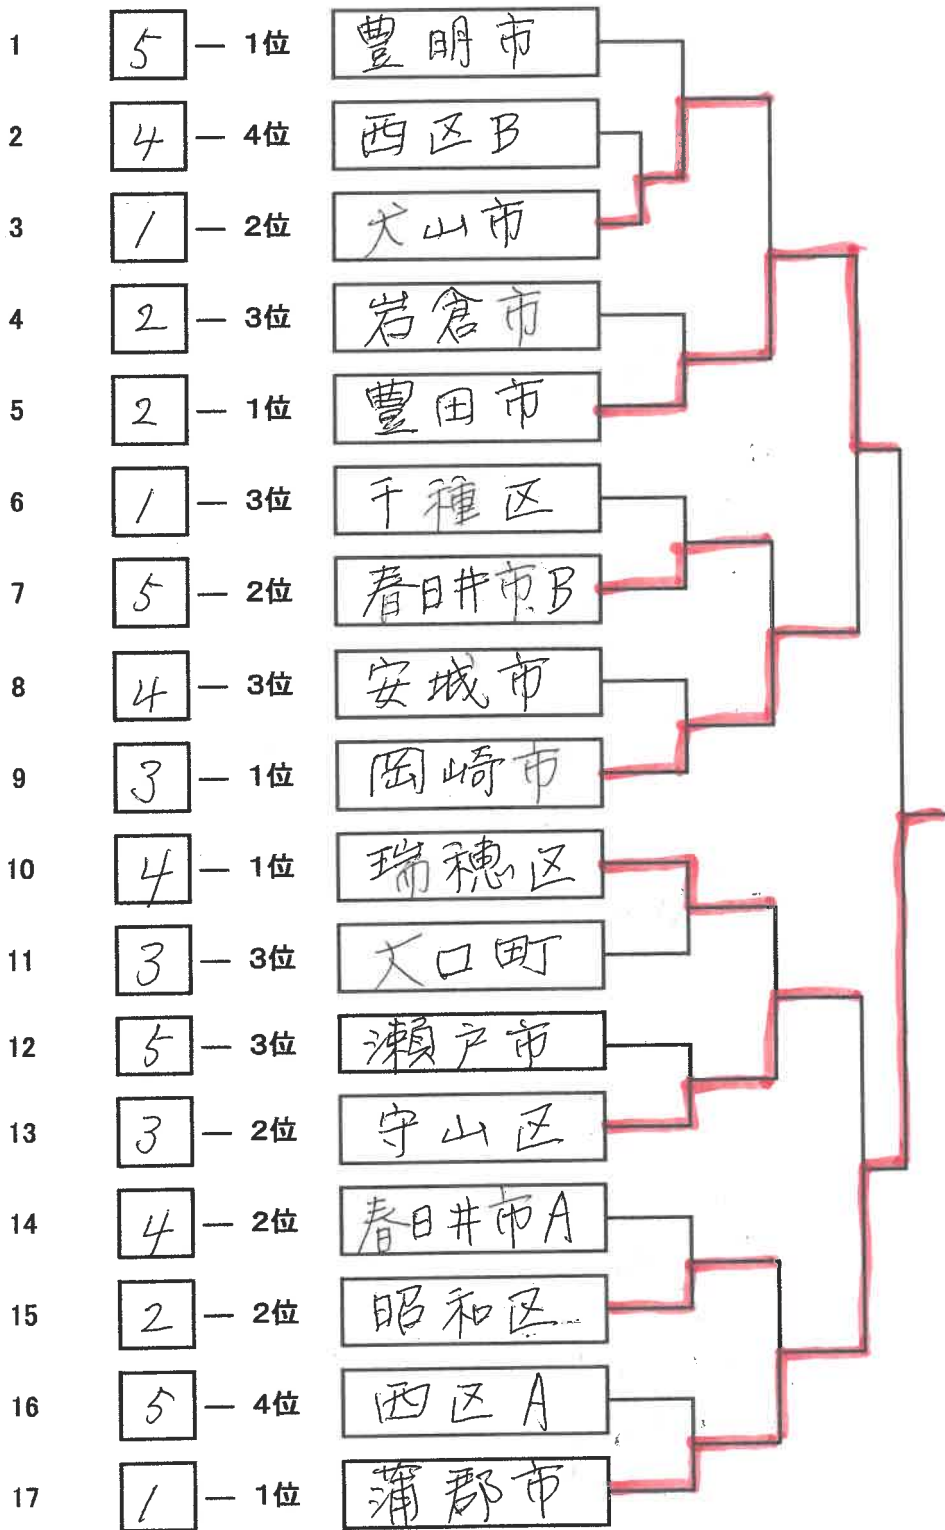 1 5 — 1位 豊明市
2 4 — 4位 西区B
3 1 — 2位 犬山市
4 2 — 3位 岩倉市
5 2 — 1位 豊田市
6 1 — 3位 千種区
7 5 — 2位 春日井市B
8 4 — 3位 安城市
9 3 — 1位 岡崎市
10 4 — 1位 瑞穂区
11 3 — 3位 大口町
12 5 — 3位 瀬戸市
13 3 — 2位 守山区
14 4 — 2位 春日井市A
15 2 — 2位 昭和区
16 5 — 4位 西区A
17 1 — 1位 蒲郡市